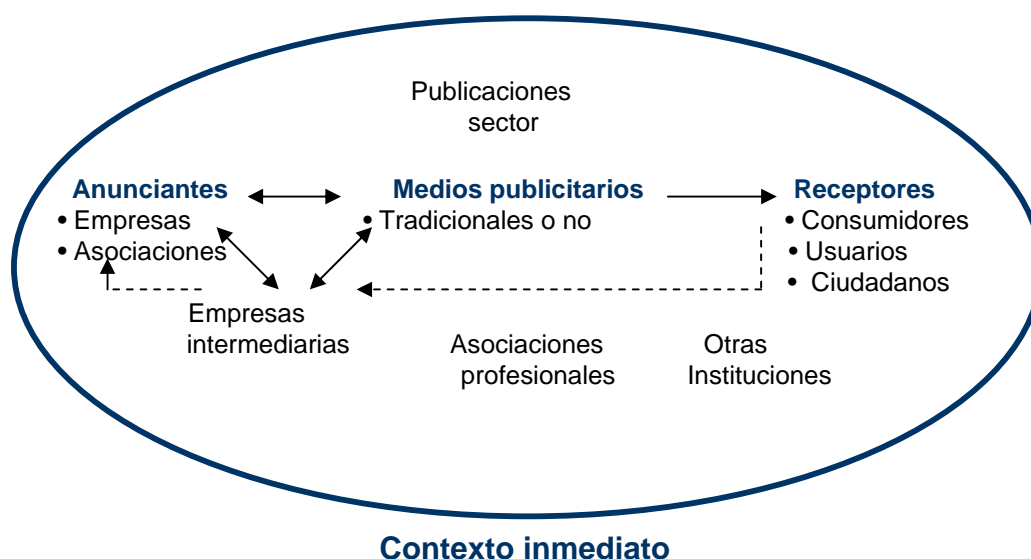 Publicaciones
sector
Anunciantes
• Empresas
• Asociaciones
Medios publicitarios
• Tradicionales o no
Receptores
• Consumidores
• Usuarios
• Ciudadanos
Empresas
intermediarias
Asociaciones
profesionales
Otras
Instituciones
Contexto inmediato